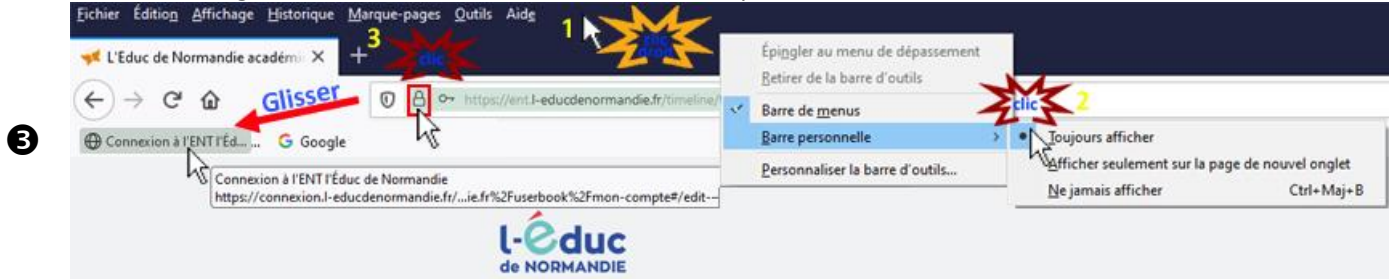 Fichier Édition Affichage Historique Marque-pages Outils Aide
1
clic droit
3
clic
L'Educ de Normandie académi
Épingler au menu de dépassement
Retirer de la barre d'outils
Glisser
https://ent.l-educdenormandie.fr/timeline/
Barre de menus
clic
2
❸
Connexion à l'ENT l'Éd...
Google
Barre personnelle
Toujours afficher
Afficher seulement sur la page de nouvel onglet
Connexion à l'ENT l'Éduc de Normandie
Personnaliser la barre d'outils...
Ne jamais afficher Ctrl+Maj+B
https://connexion.l-educdenormandie.fr/...ie.fr%2Fuserbook%2Fmon-compte#/edit-
l-éduc
de NORMANDIE